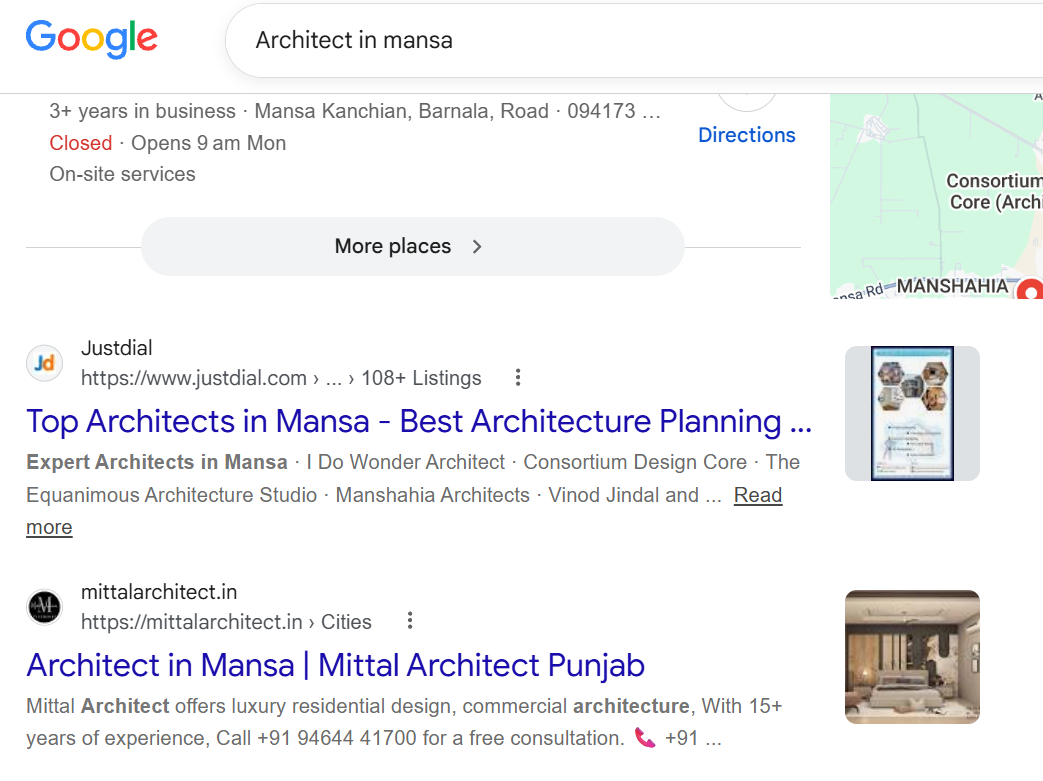 Google
Architect in mansa
3+ years in business · Mansa Kanchian, Barnala, Road · 094173 ...
Closed · Opens 9 am Mon
Directions
On-site services
More places
Consortium
Core (Archi
MANSHAHIA
Jd
Justdial
https://www.justdial.com › ... › 108+ Listings
Top Architects in Mansa - Best Architecture Planning ...
Expert Architects in Mansa · I Do Wonder Architect · Consortium Design Core · The
Equanimous Architecture Studio · Manshahia Architects · Vinod Jindal and ... Read
more
M
mittalarchitect.in
https://mittalarchitect.in › Cities
Architect in Mansa | Mittal Architect Punjab
Mittal Architect offers luxury residential design, commercial architecture, With 15+
years of experience, Call +91 94644 41700 for a free consultation. 📞 +91 ...